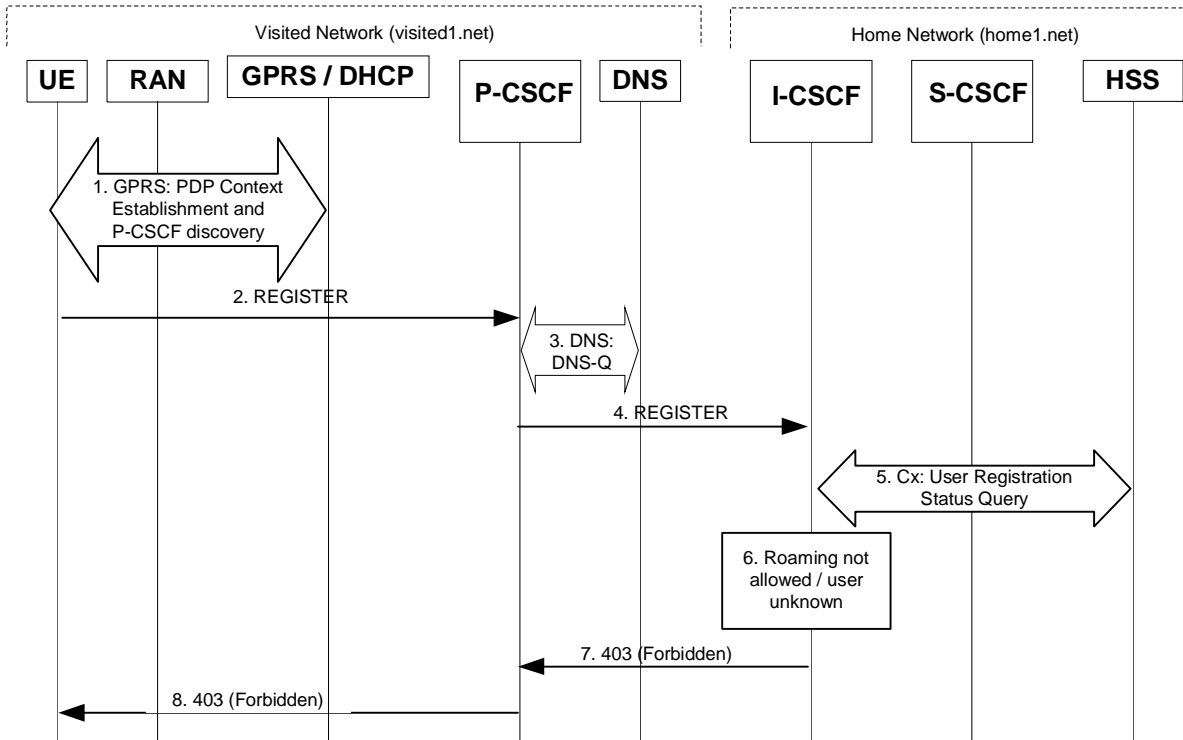 Visited Network (visited1.net)
Home Network (home1.net)
UE
RAN
GPRS / DHCP
P-CSCF
DNS
I-CSCF
S-CSCF
HSS
1. GPRS: PDP Context
Establishment and
P-CSCF discovery
2. REGISTER
3. DNS:
DNS-Q
4. REGISTER
5. Cx: User Registration
Status Query
6. Roaming not
allowed / user
unknown
7. 403 (Forbidden)
8. 403 (Forbidden)